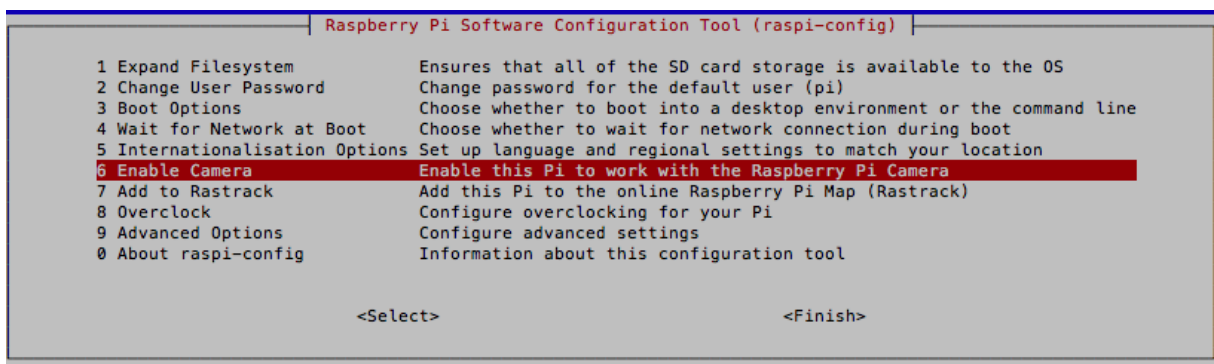 Raspberry Pi Software Configuration Tool (raspi-config)
1 Expand Filesystem Ensures that all of the SD card storage is available to the OS
2 Change User Password Change password for the default user (pi)
3 Boot Options Choose whether to boot into a desktop environment or the command line
4 Wait for Network at Boot Choose whether to wait for network connection during boot
5 Internationalisation Options Set up language and regional settings to match your location
6 Enable Camera Enable this Pi to work with the Raspberry Pi Camera
7 Add to Rastrack Add this Pi to the online Raspberry Pi Map (Rastrack)
8 Overclock Configure overclocking for your Pi
9 Advanced Options Configure advanced settings
0 About raspi-config Information about this configuration tool
<Select> <Finish>